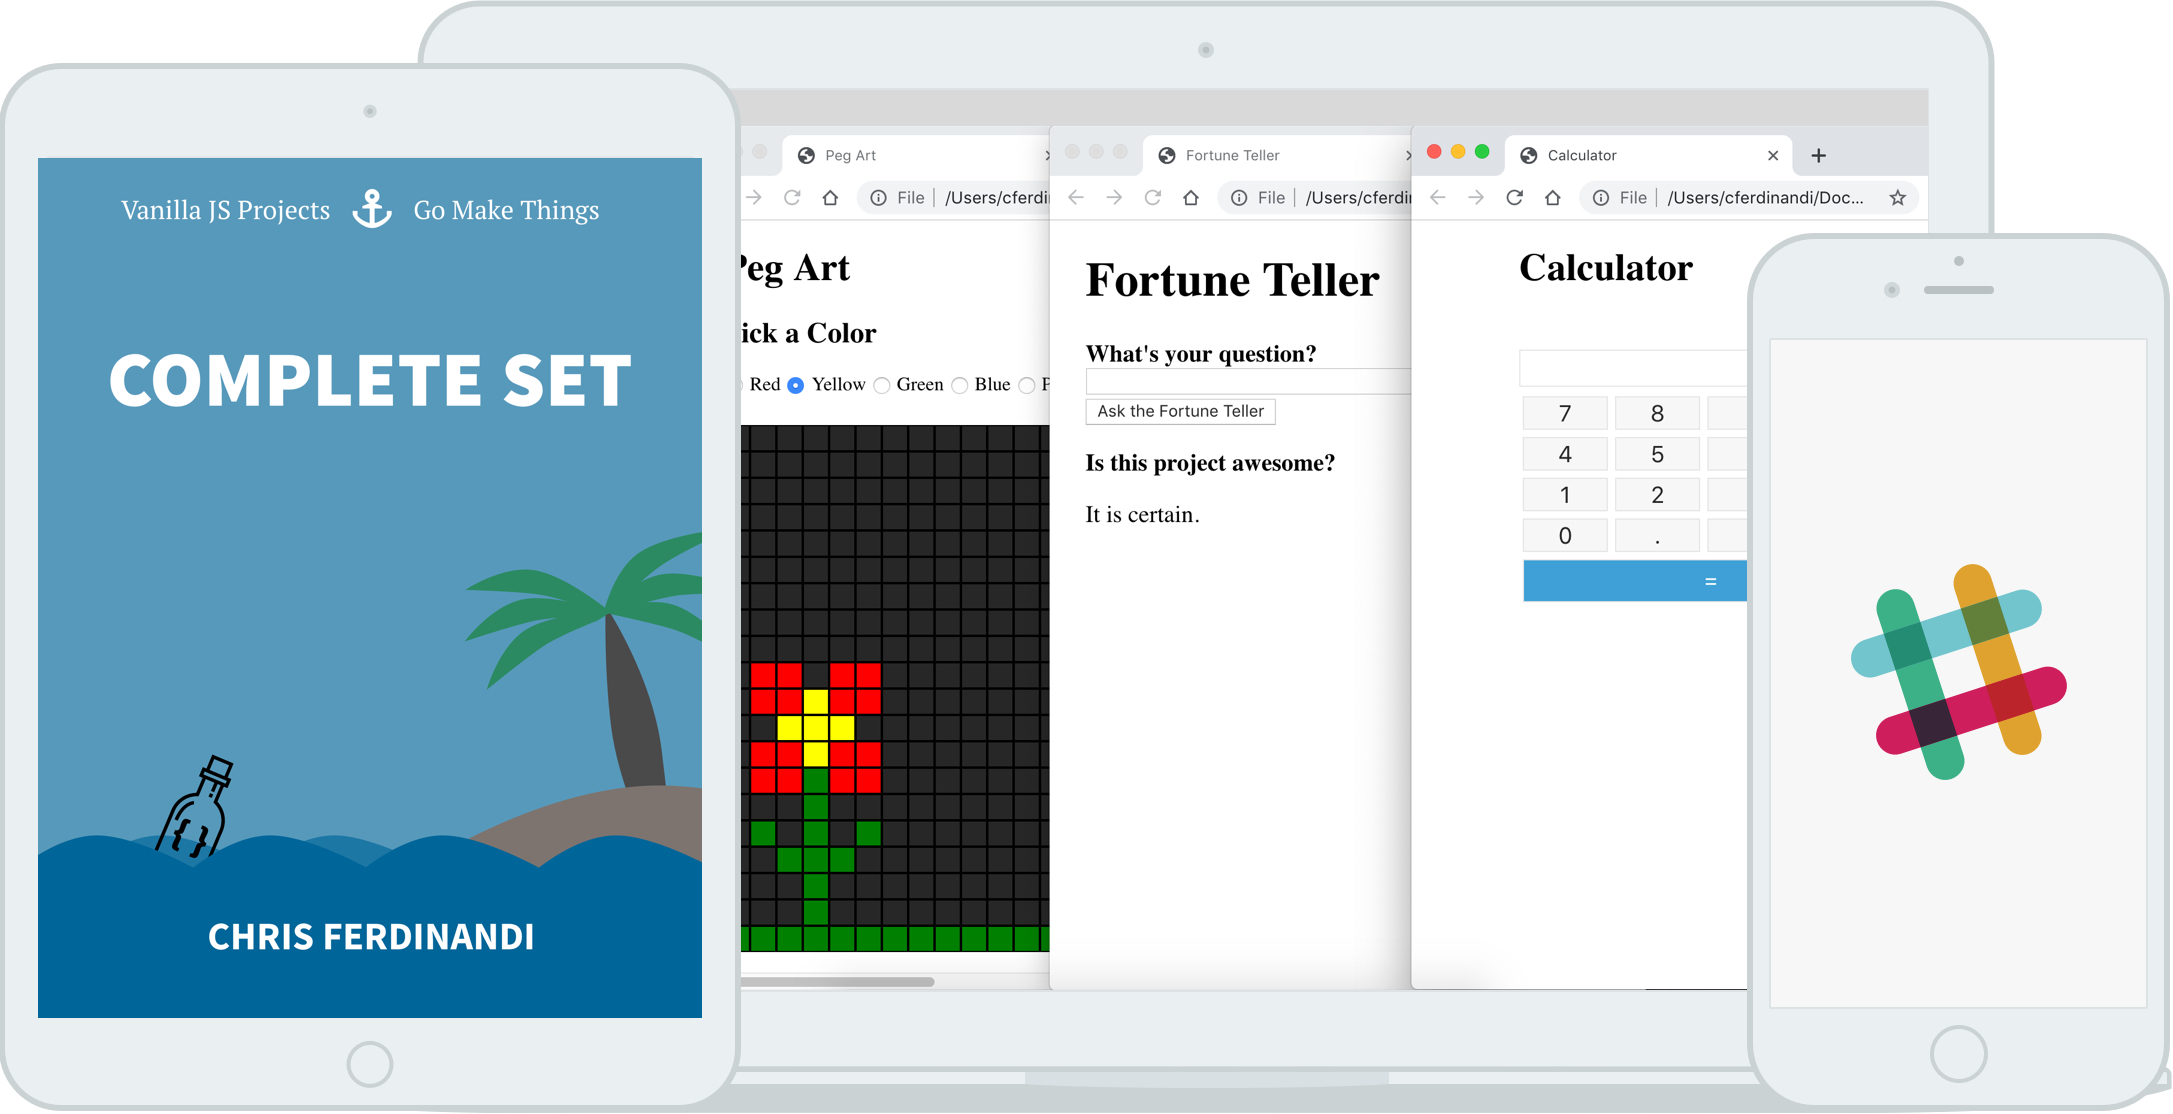 Vanilla JS Projects Go Make Things
COMPLETE SET
{ }
CHRIS FERDINANDI
Peg Art
File /Users/cferdi
Peg Art
ick a Color
Red Yellow Green Blue P
Fortune Teller
File /Users/cferdi
Fortune Teller
What's your question?
Ask the Fortune Teller
Is this project awesome?
It is certain.
Calculator
File /Users/cferdinandi/Doc...
Calculator
7 8
4 5
1 2
0 .
=